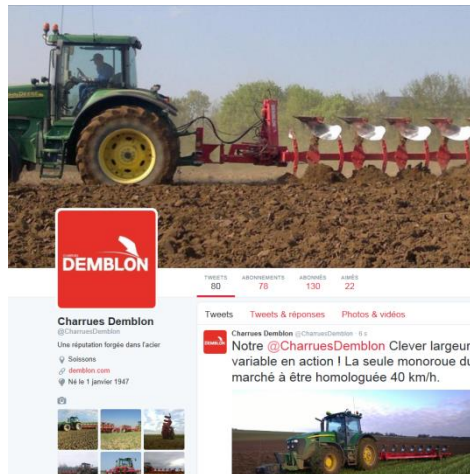 DEMBLON
TWEETS ABONNEMENTS ABONNÉS AIMÉS
80 78 130 22
Charrues Demblon
@CharruesDemblon
Une réputation forgée dans l'acier
Soissons
demblon.com
Né le 1 janvier 1947
Tweets Tweets & réponses Photos & vidéos
Charrues Demblon @CharruesDemblon · 6 s
Notre @CharruesDemblon Clever largeur
variable en action ! La seule monoroue du
marché à être homologuée 40 km/h.